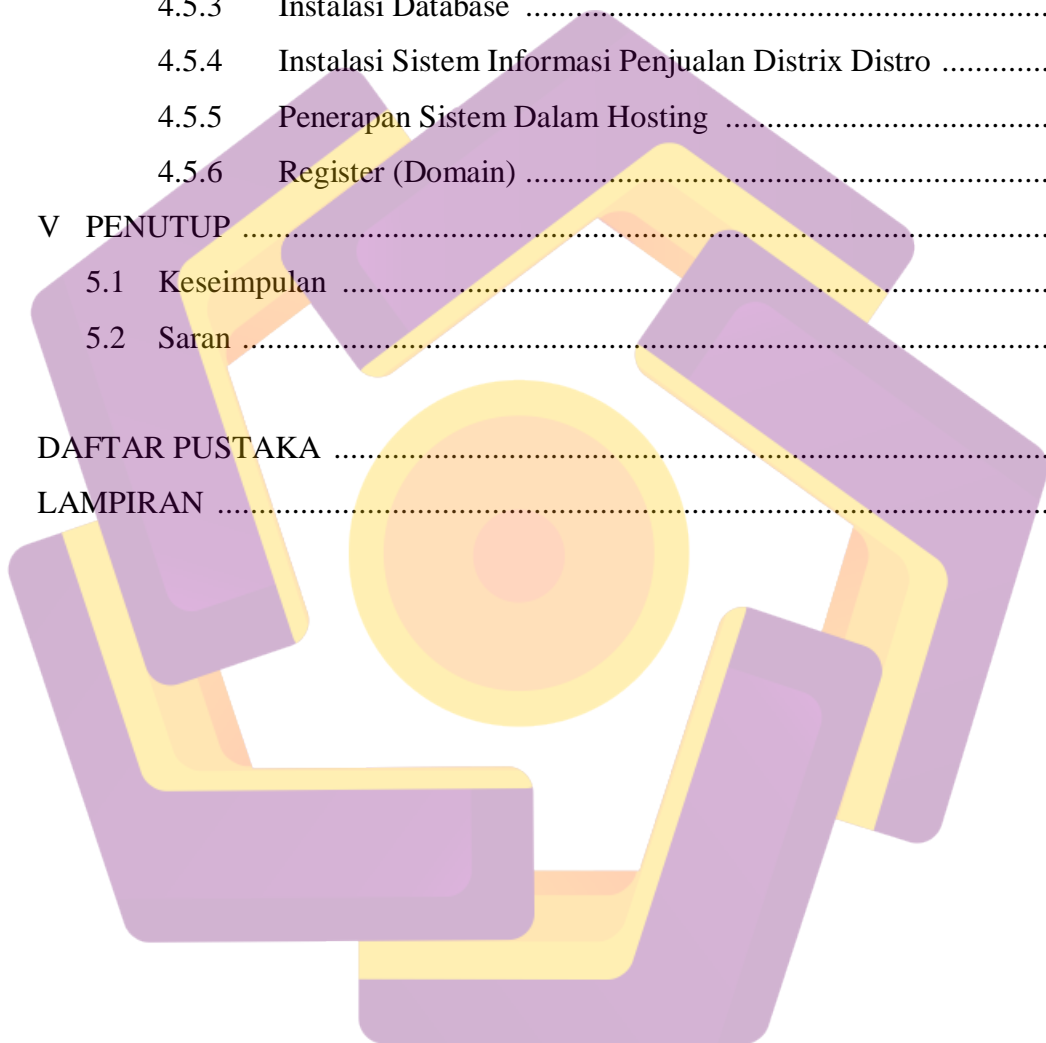 4.5.3 Instalasi Database ........................................................................
4.5.4 Instalasi Sistem Informasi Penjualan Distrix Distro ..............
4.5.5 Penerapan Sistem Dalam Hosting ...........................................
4.5.6 Register (Domain) ........................................................................
V PENUTUP ........................................................................................................
5.1 Keseimpulan ............................................................................................
5.2 Saran ........................................................................................................
DAFTAR PUSTAKA ............................................................................................
LAMPIRAN ........................................................................................................